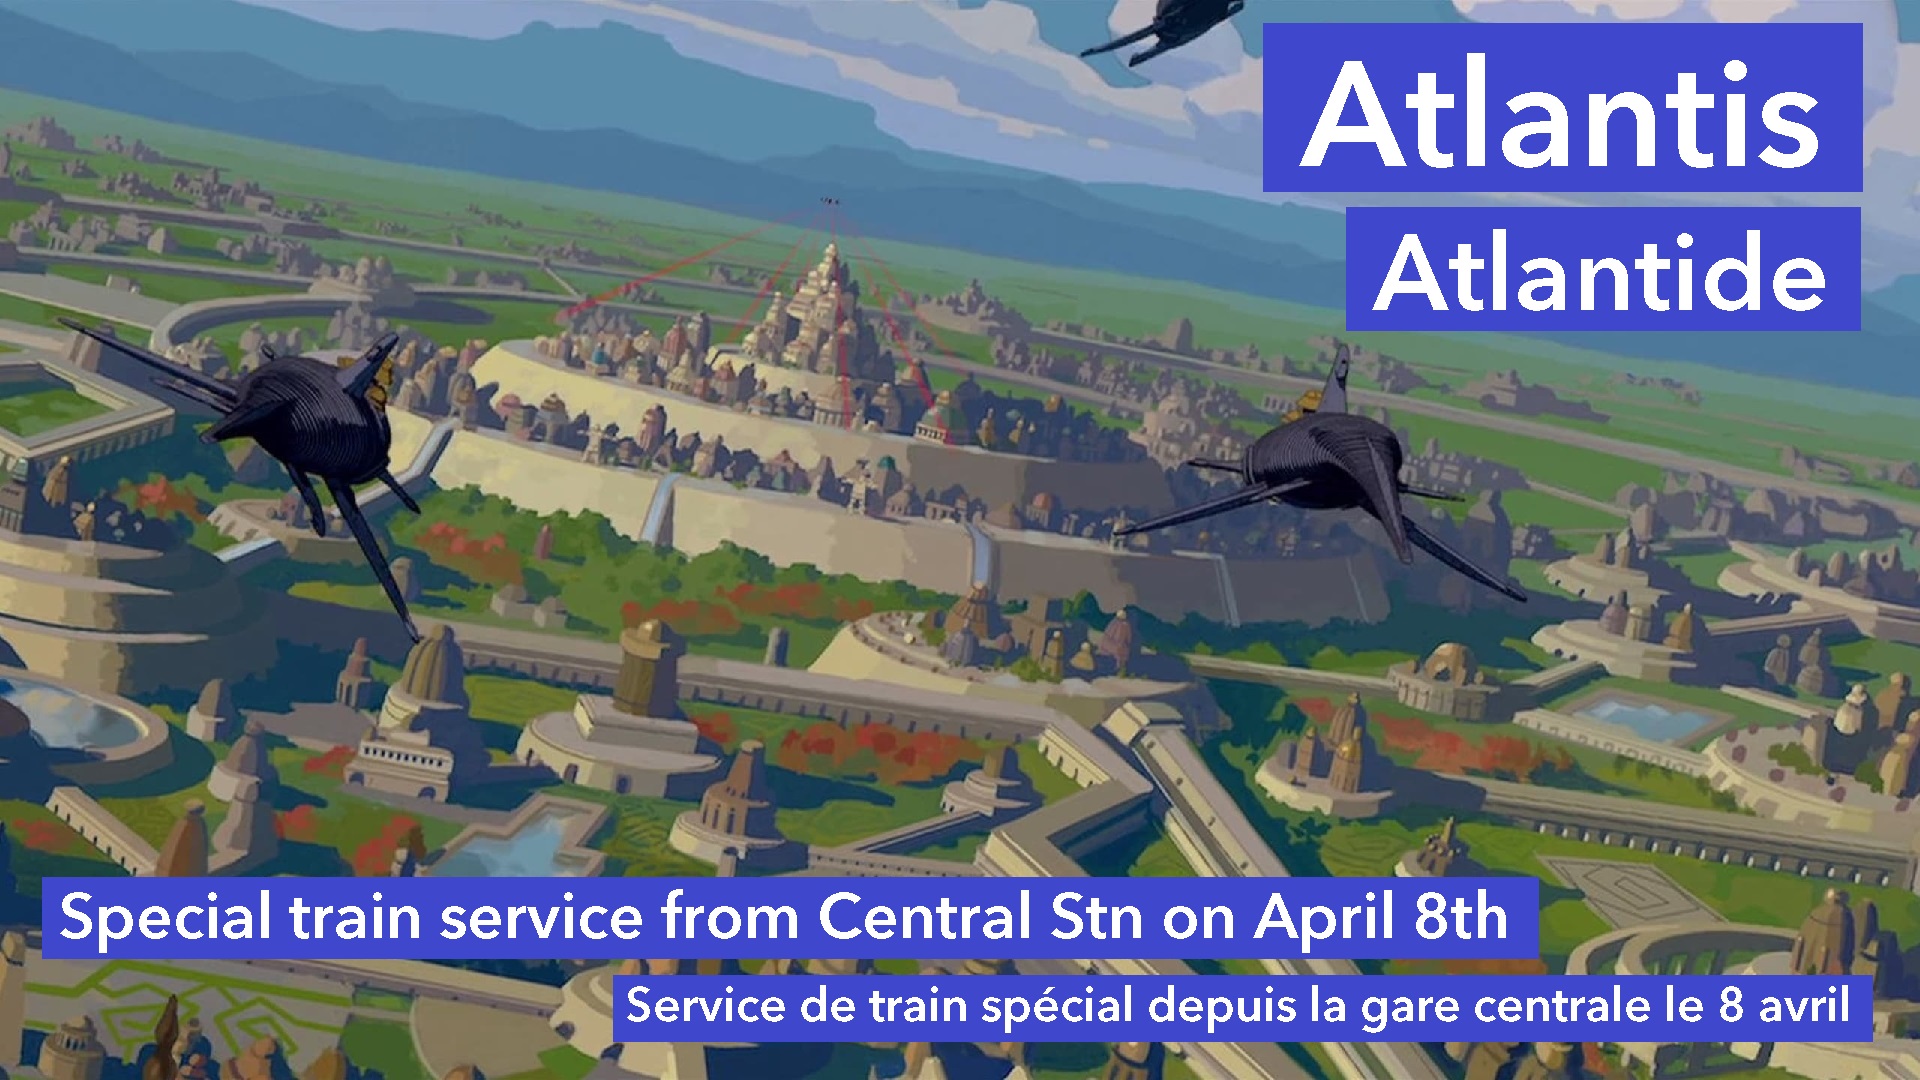 Atlantis
Atlantide
Special train service from Central Stn on April 8th
Service de train spécial depuis la gare centrale le 8 avril